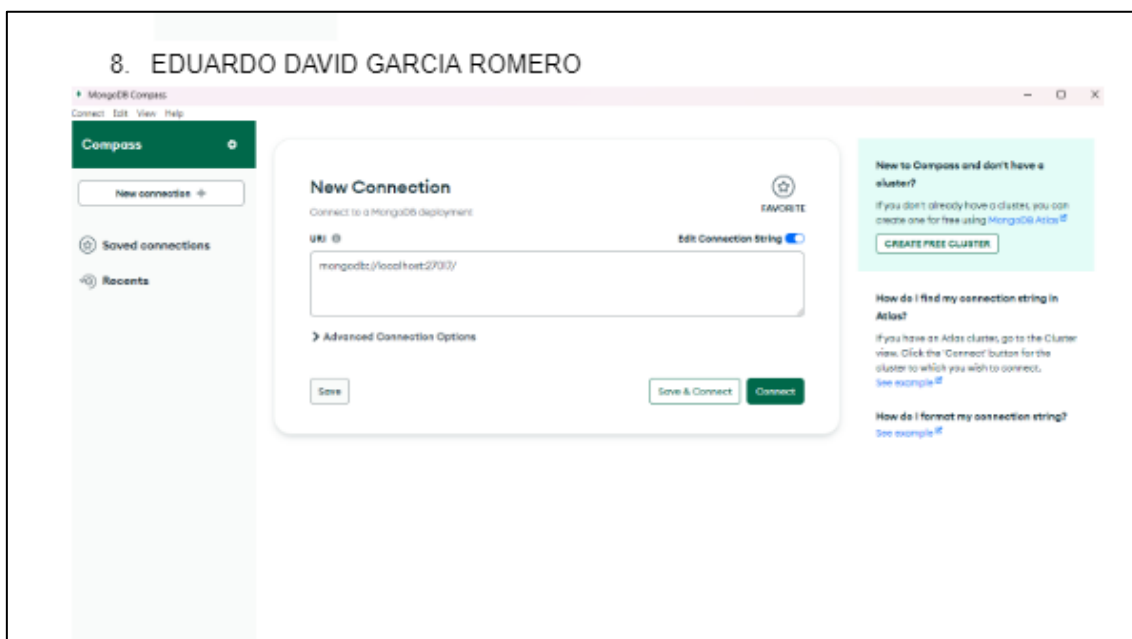 8. EDUARDO DAVID GARCIA ROMERO
MongoDB Compass
Connect Edit View Help
Compass
New connection +
Saved connections
Recents
New Connection
Connect to a MongoDB deployment
FAVORITE
URI
Edit Connection String
mongodb://localhost:27017/
Advanced Connection Options
Save
Save & Connect
Connect
New to Compass and don't have a
cluster?
If you don't already have a cluster, you can
create one for free using MongoDB Atlas
CREATE FREE CLUSTER
How do I find my connection string in
Atlas?
If you have an Atlas cluster, go to the Cluster
view. Click the 'Connect' button for the
cluster to which you wish to connect.
See example
How do I format my connection string?
See example